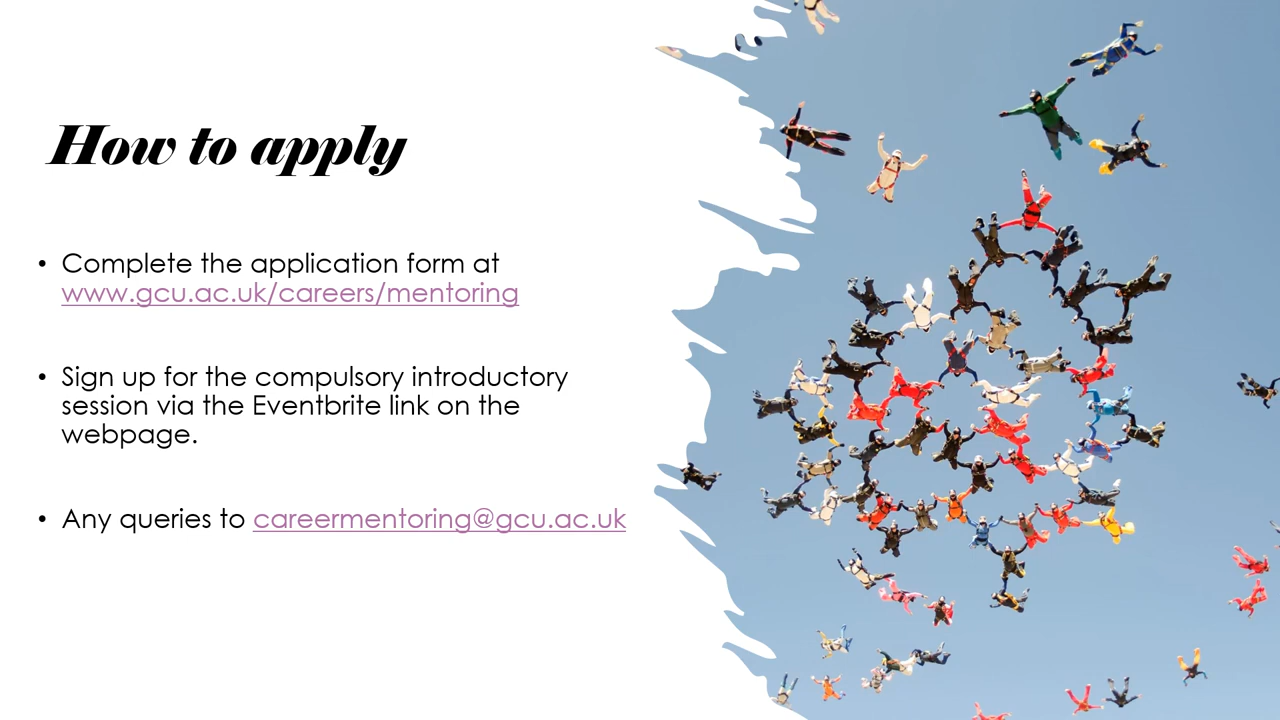 How to apply
• Complete the application form at
www.gcu.ac.uk/careers/mentoring
• Sign up for the compulsory introductory
session via the Eventbrite link on the
webpage.
• Any queries to careermentoring@gcu.ac.uk